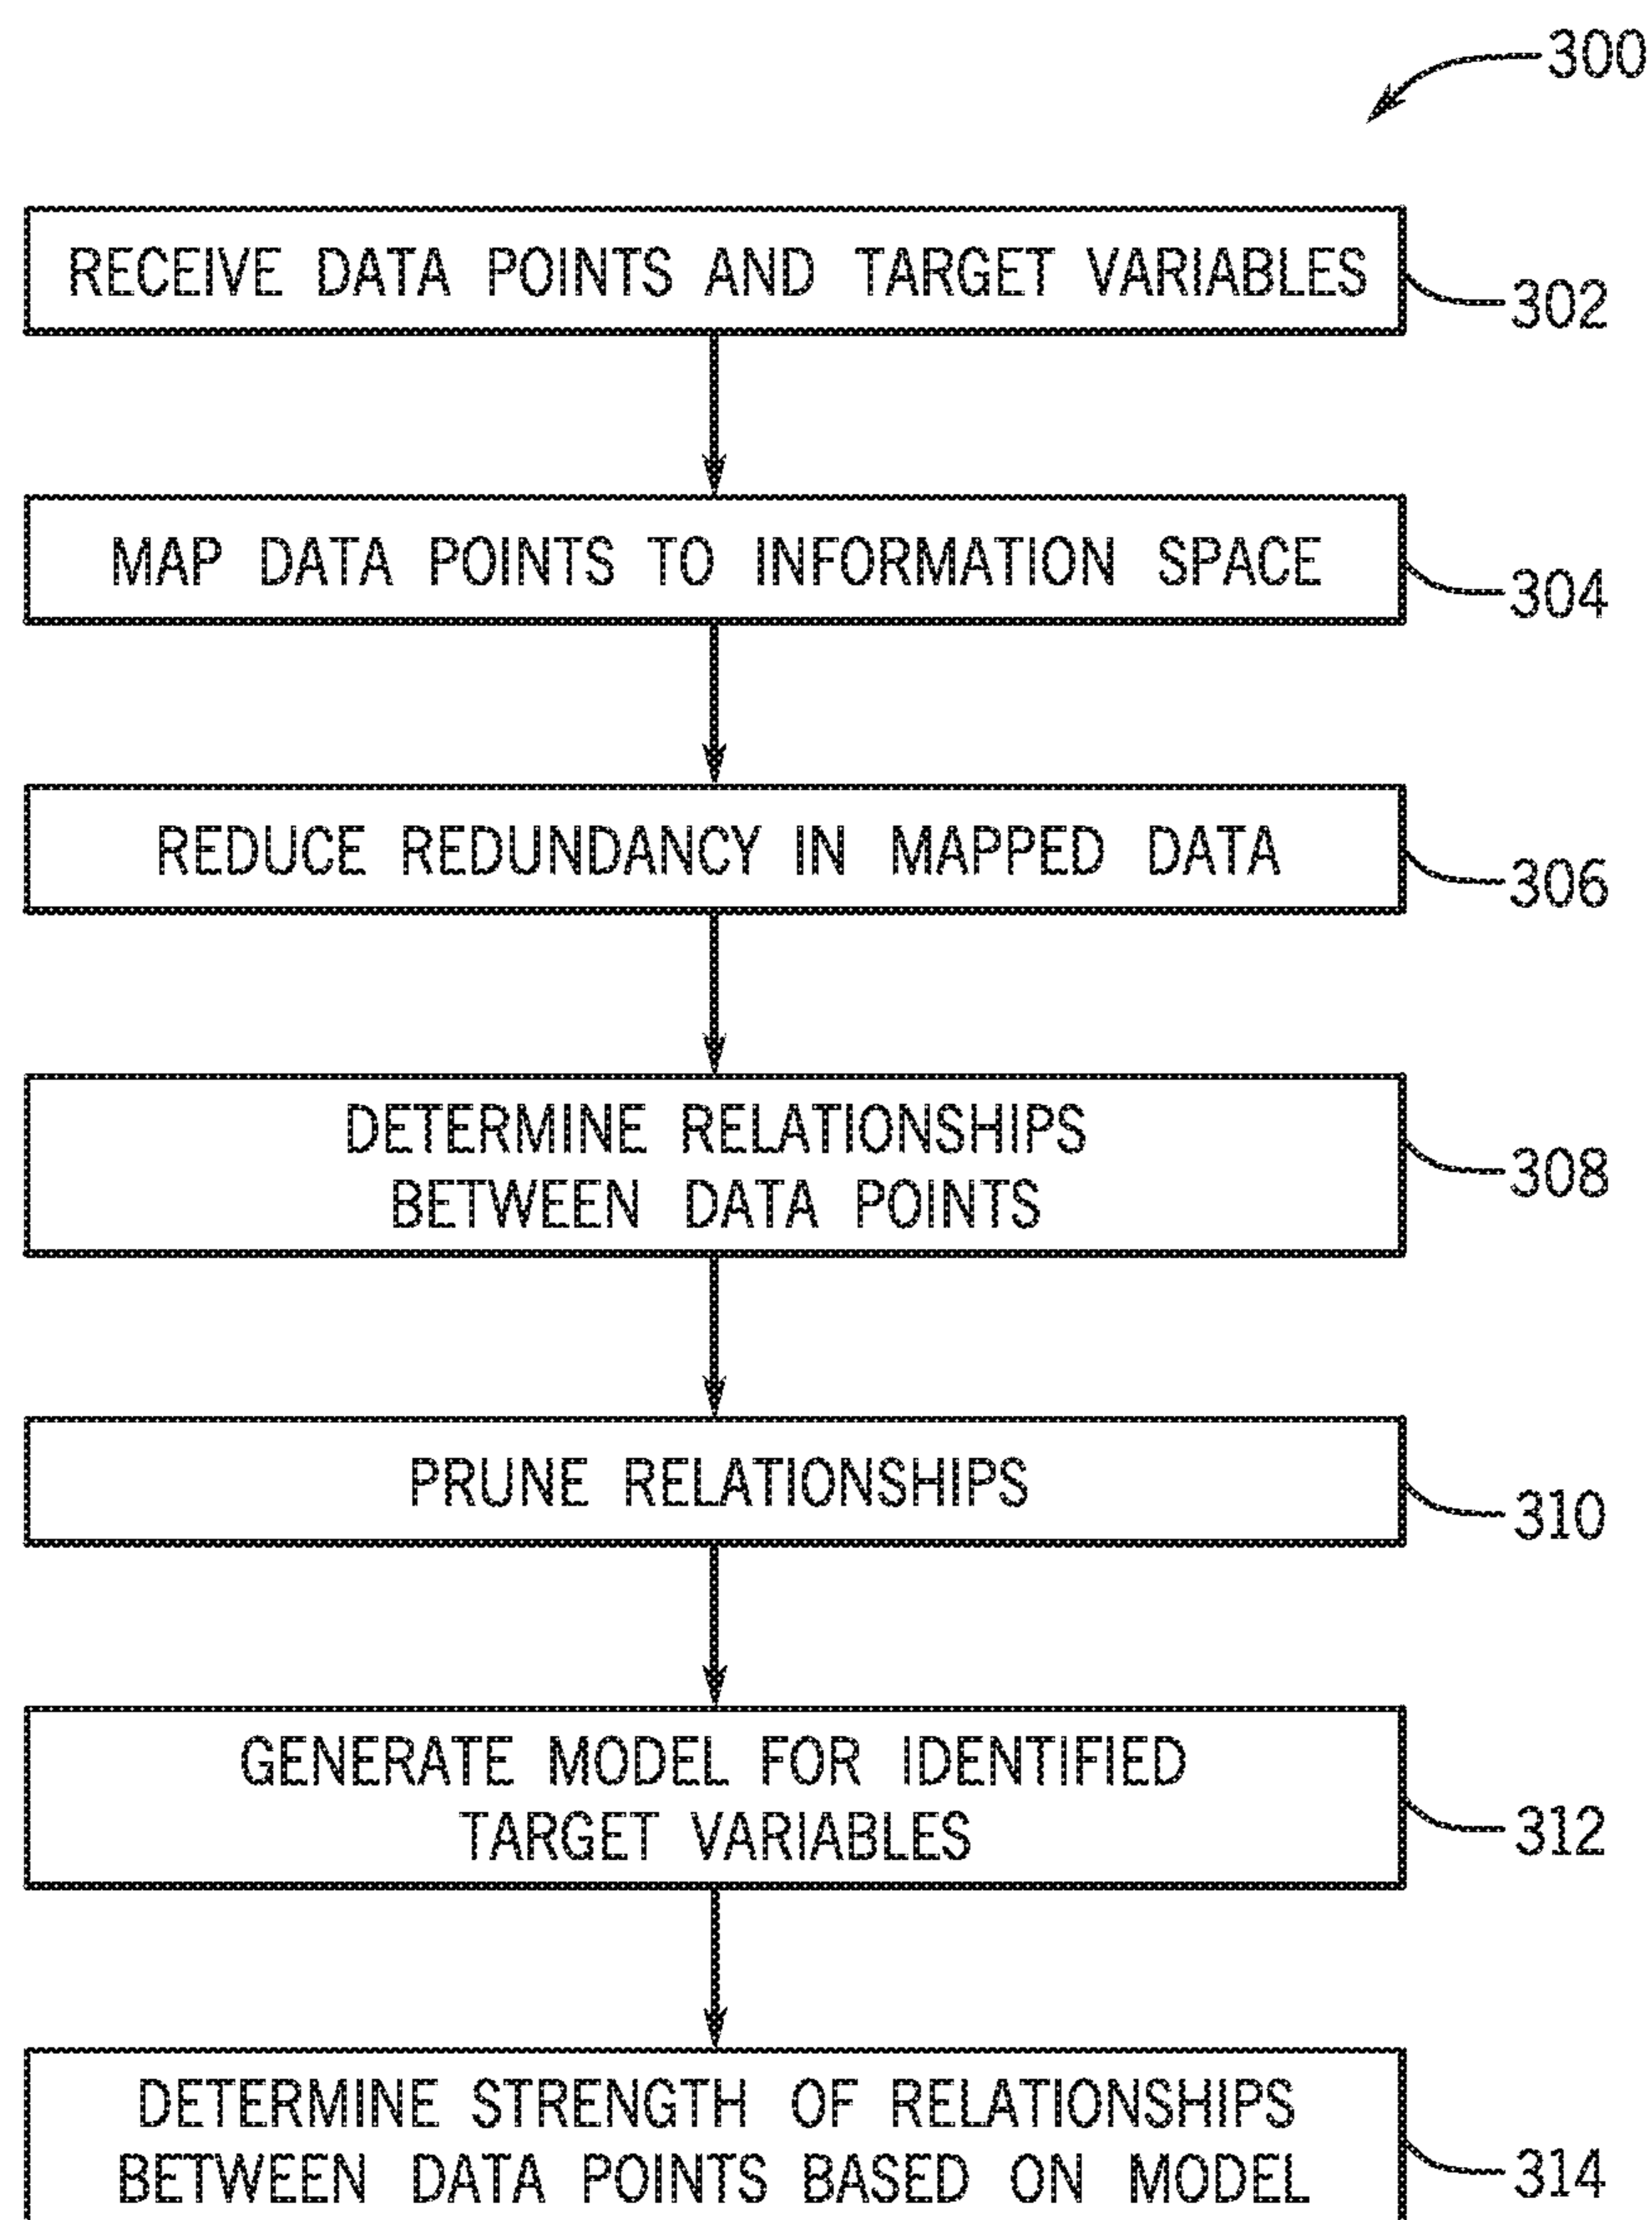 300
RECEIVE DATA POINTS AND TARGET VARIABLES
302
MAP DATA POINTS TO INFORMATION SPACE
304
REDUCE REDUNDANCY IN MAPPED DATA
306
DETERMINE RELATIONSHIPS
BETWEEN DATA POINTS
308
PRUNE RELATIONSHIPS
310
GENERATE MODEL FOR IDENTIFIED
TARGET VARIABLES
312
DETERMINE STRENGTH OF RELATIONSHIPS
BETWEEN DATA POINTS BASED ON MODEL
314